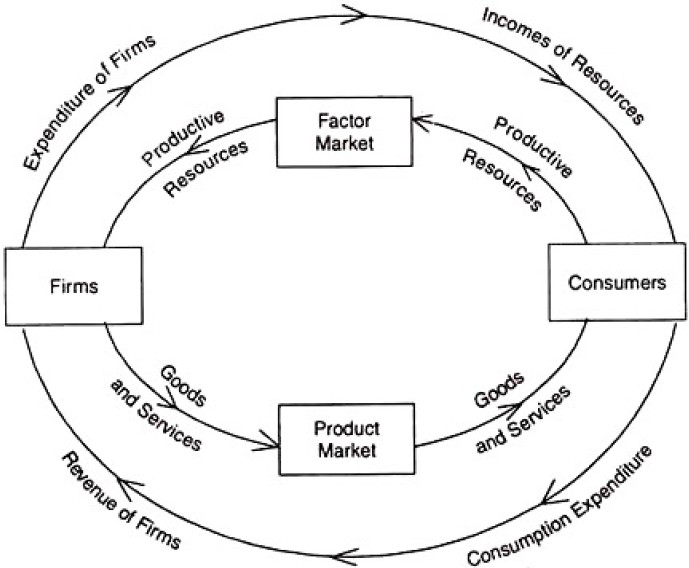 Expenditure of Firms
Incomes of Resources
Factor
Market
Productive
Resources
Productive
Resources
Firms
Consumers
Goods
and Services
Product
Market
Goods
and Services
Revenue of Firms
Consumption Expenditure